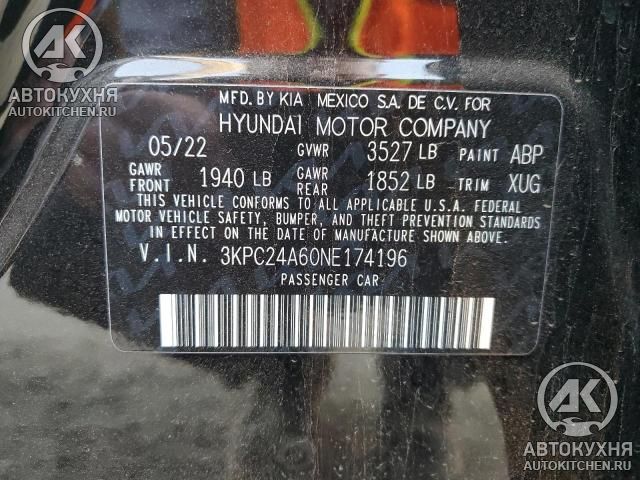 АК
АВТОКУХНЯ
AUTOKITCHEN.RU
MFD. BY KIA MEXICO S.A. DE C.V. FOR
HYUNDAI MOTOR COMPANY
05/22 GVWR 3527 LB PAINT ABP
GAWR FRONT 1940 LB GAWR REAR 1852 LB TRIM XUG
THIS VEHICLE CONFORMS TO ALL APPLICABLE U.S.A. FEDERAL
MOTOR VEHICLE SAFETY, BUMPER, AND THEFT PREVENTION STANDARDS
IN EFFECT ON THE DATE OF MANUFACTURE SHOWN ABOVE.
V.I.N. 3KPC24A60NE174196
PASSENGER CAR
АК
АВТОКУХНЯ
AUTOKITCHEN.RU